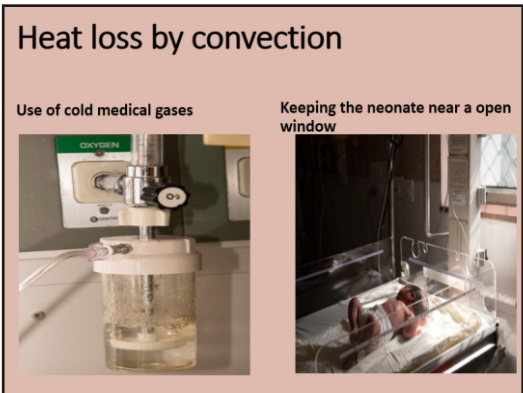 Heat loss by convection
Use of cold medical gases
Keeping the neonate near a open
window
OXYGEN
O2